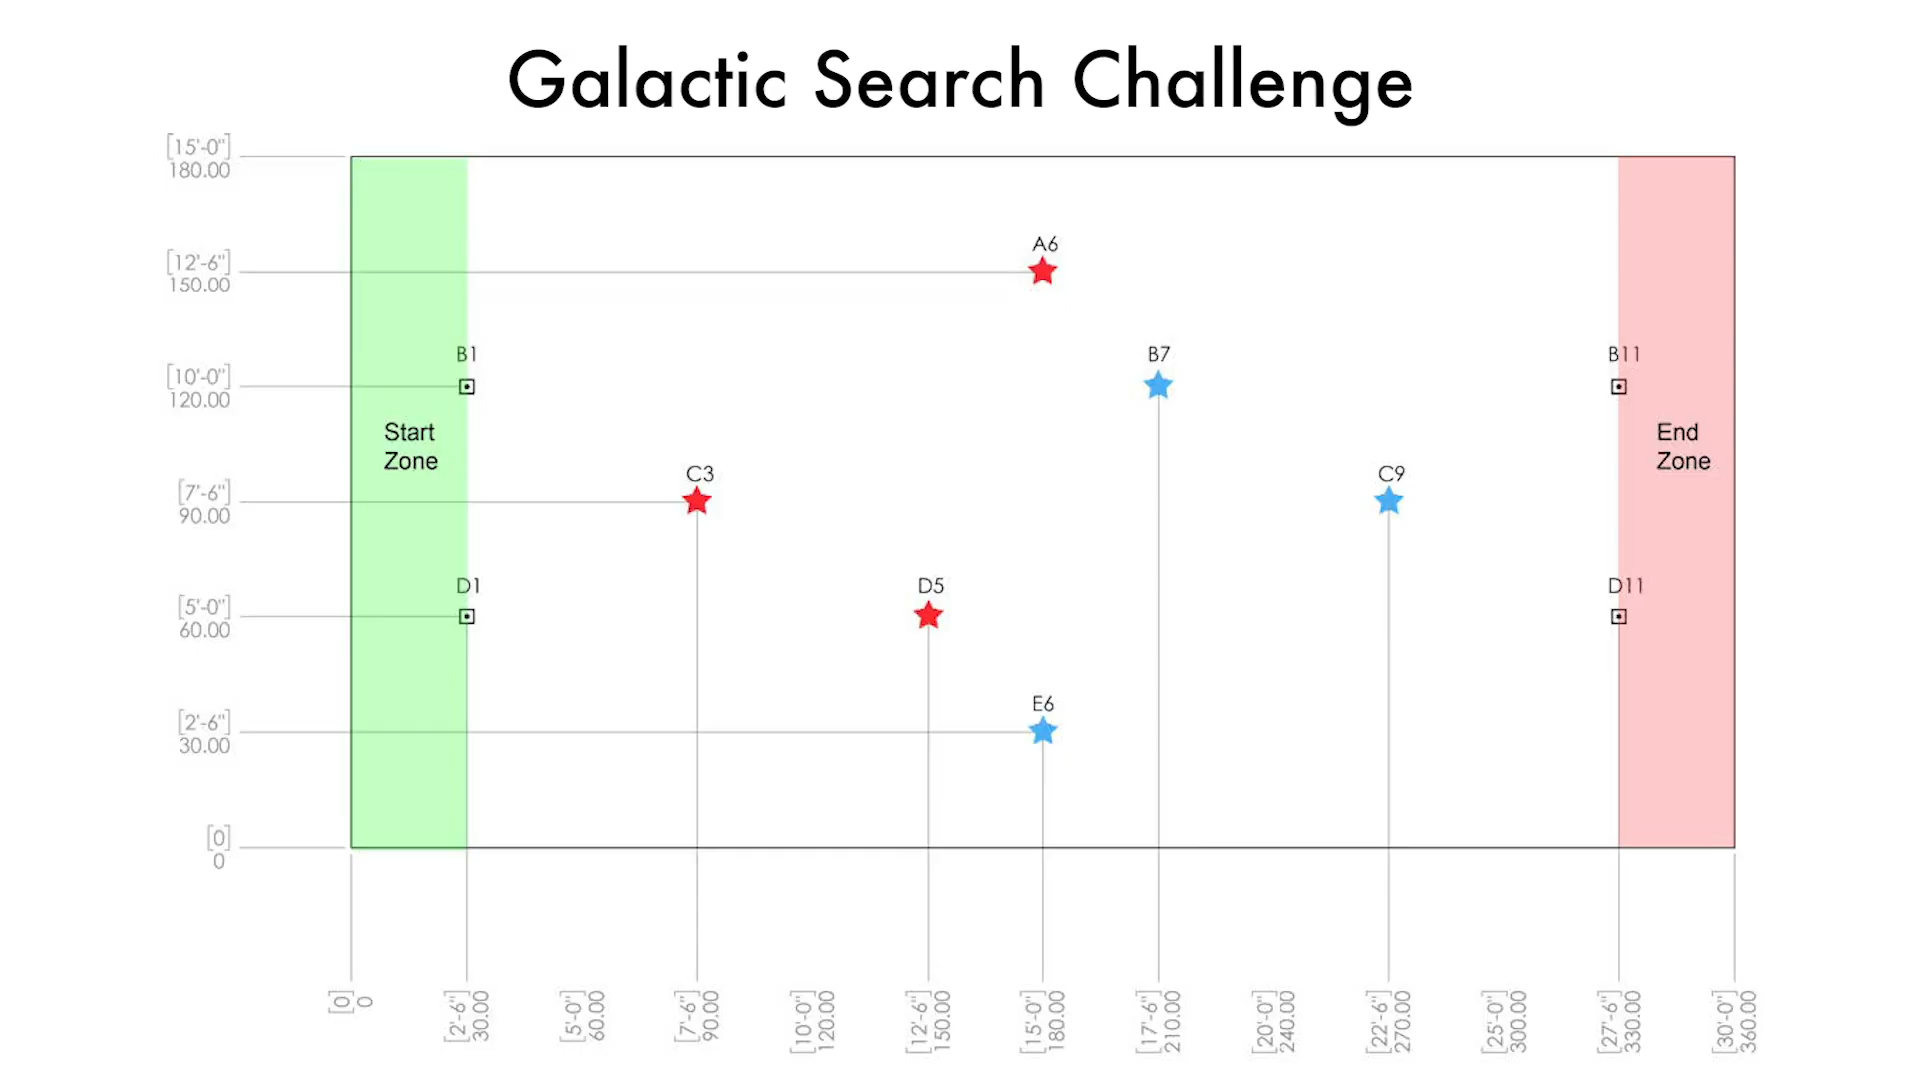 Galactic Search Challenge
[15'-0"]
180.00
A6
[12'-6"]
150.00
B1
B7
B11
[10'-0"]
120.00
Start
Zone
End
Zone
C3
C9
[7'-6"]
90.00
D1
D5
D11
[5'-0"]
60.00
E6
[2'-6"]
30.00
[0]
0
[0]
0
[2'-6"]
30.00
[5'-0"]
60.00
[7'-6"]
90.00
[10'-0"]
120.00
[12'-6"]
150.00
[15'-0"]
180.00
[17'-6"]
210.00
[20'-0"]
240.00
[22'-6"]
270.00
[25'-0"]
300.00
[27'-6"]
330.00
[30'-0"]
360.00